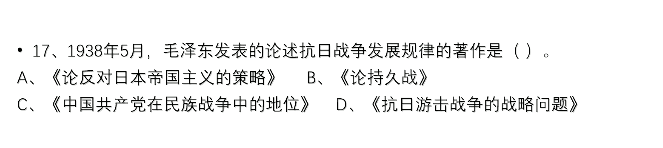 • 17、1938年5月，毛泽东发表的论述抗日战争发展规律的著作是（ ）。
A、《论反对日本帝国主义的策略》 B、《论持久战》
C、《中国共产党在民族战争中的地位》 D、《抗日游击战争的战略问题》